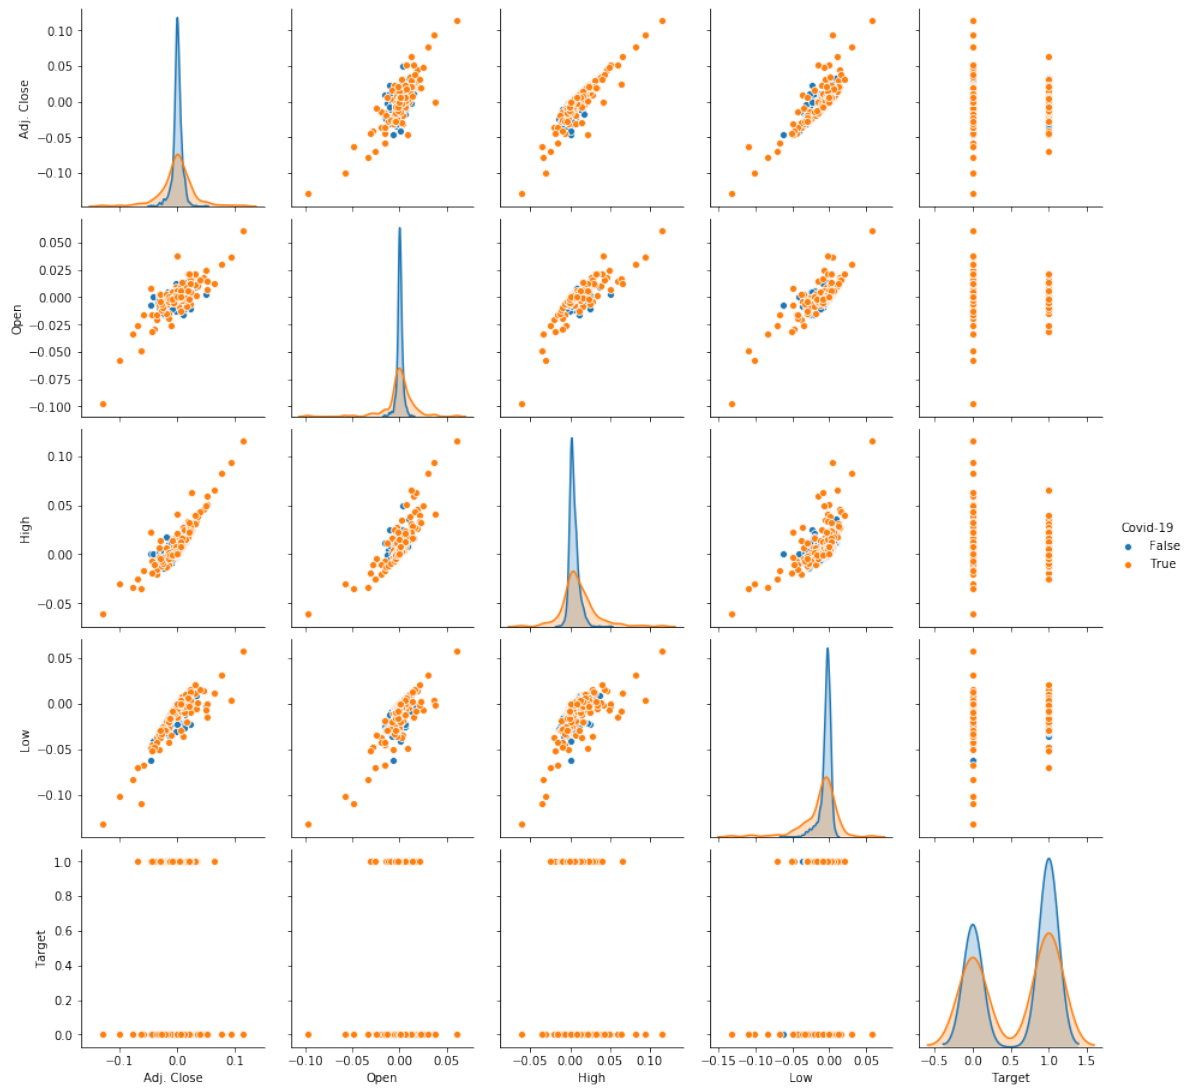 0.10
0.05
0.00
−0.05
−0.10
Adj. Close
0.050
0.025
0.000
−0.025
−0.050
−0.075
−0.100
Open
0.10
0.05
0.00
−0.05
High
Covid-19
False
True
0.05
0.00
−0.05
−0.10
Low
1.0
0.8
0.6
0.4
0.2
0.0
Target
−0.1 0.0 0.1
Adj. Close
−0.10 −0.05 0.00 0.05
Open
−0.05 0.00 0.05 0.10
High
−0.15 −0.10 −0.05 0.00 0.05
Low
−0.5 0.0 0.5 1.0 1.5
Target